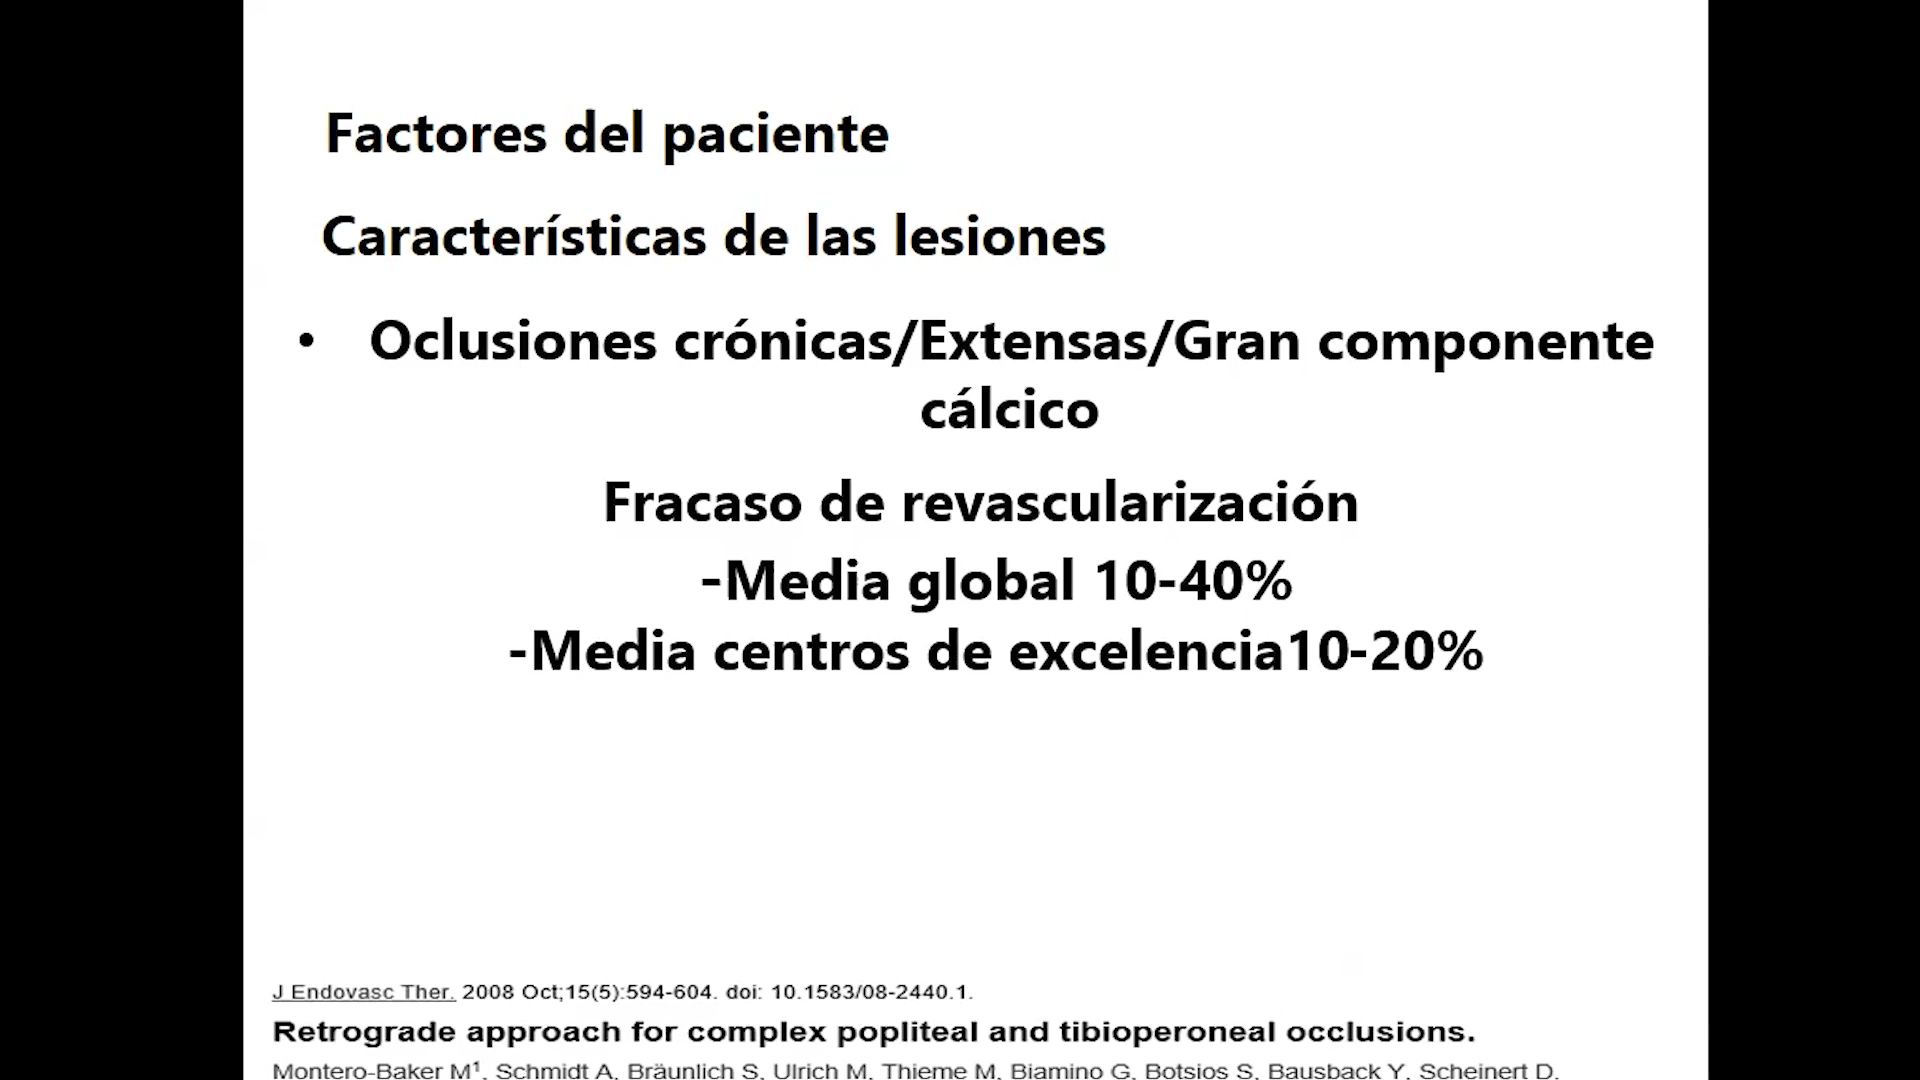 Factores del paciente
Características de las lesiones
• Oclusiones crónicas/Extensas/Gran componente
cálcico
Fracaso de revascularización
-Media global 10-40%
-Media centros de excelencia10-20%
J Endovasc Ther. 2008 Oct;15(5):594-604. doi: 10.1583/08-2440.1.
Retrograde approach for complex popliteal and tibioperoneal occlusions.
Montero-Baker M¹, Schmidt A, Bräunlich S, Ulrich M, Thieme M, Biamino G, Botsios S, Bausback Y, Scheinert D.